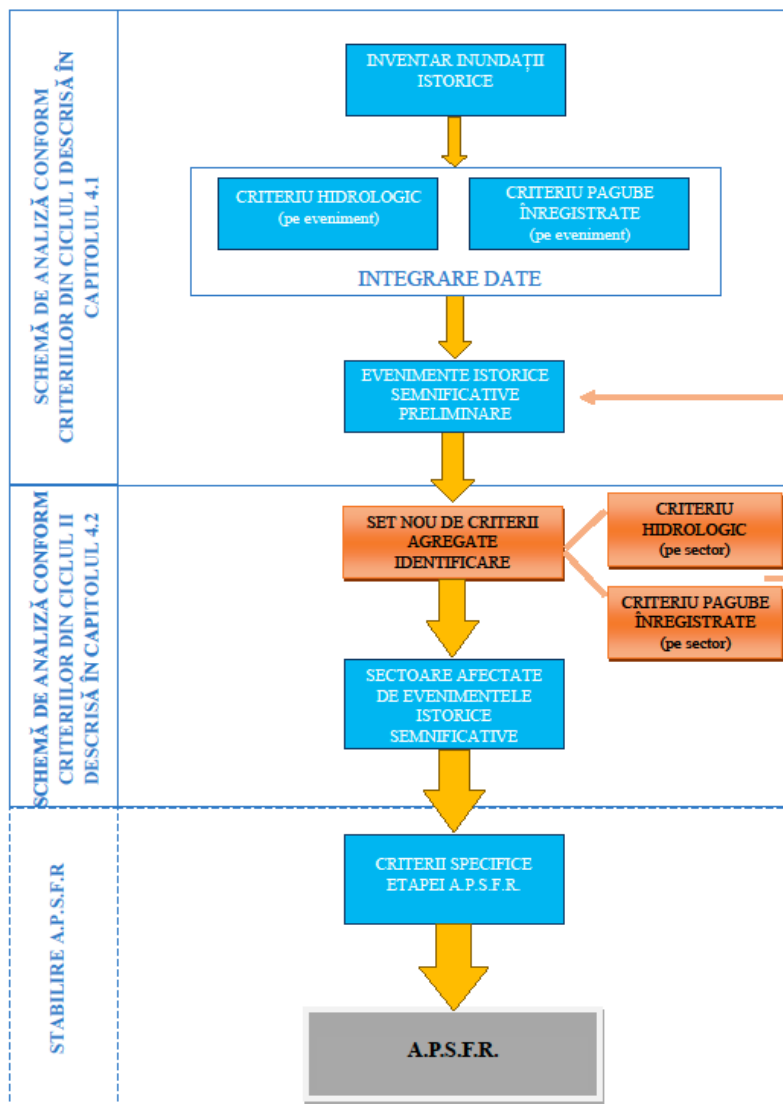 SCHEMĂ DE ANALIZĂ CONFORM
CRITERIILOR DIN CICLUL I DESCRISĂ ÎN
CAPITOLUL 4.1
INVENTAR INUNDAȚII
ISTORICE
CRITERIU HIDROLOGIC
(pe eveniment)
CRITERIU PAGUBE
ÎNREGISTRATE
(pe eveniment)
INTEGRARE DATE
EVENIMENTE ISTORICE
SEMNIFICATIVE
PRELIMINARE
SCHEMĂ DE ANALIZĂ CONFORM
CRITERIILOR DIN CICLUL II
DESCRISĂ ÎN CAPITOLUL 4.2
SET NOU DE CRITERII
AGREGATE
IDENTIFICARE
CRITERIU
HIDROLOGIC
(pe sector)
CRITERIU PAGUBE
ÎNREGISTRATE
(pe sector)
SECTOARE AFECTATE
DE EVENIMENTELE
ISTORICE
SEMNIFICATIVE
STABILIRE A.P.S.F.R
CRITERII SPECIFICE
ETAPEI A.P.S.F.R.
A.P.S.F.R.